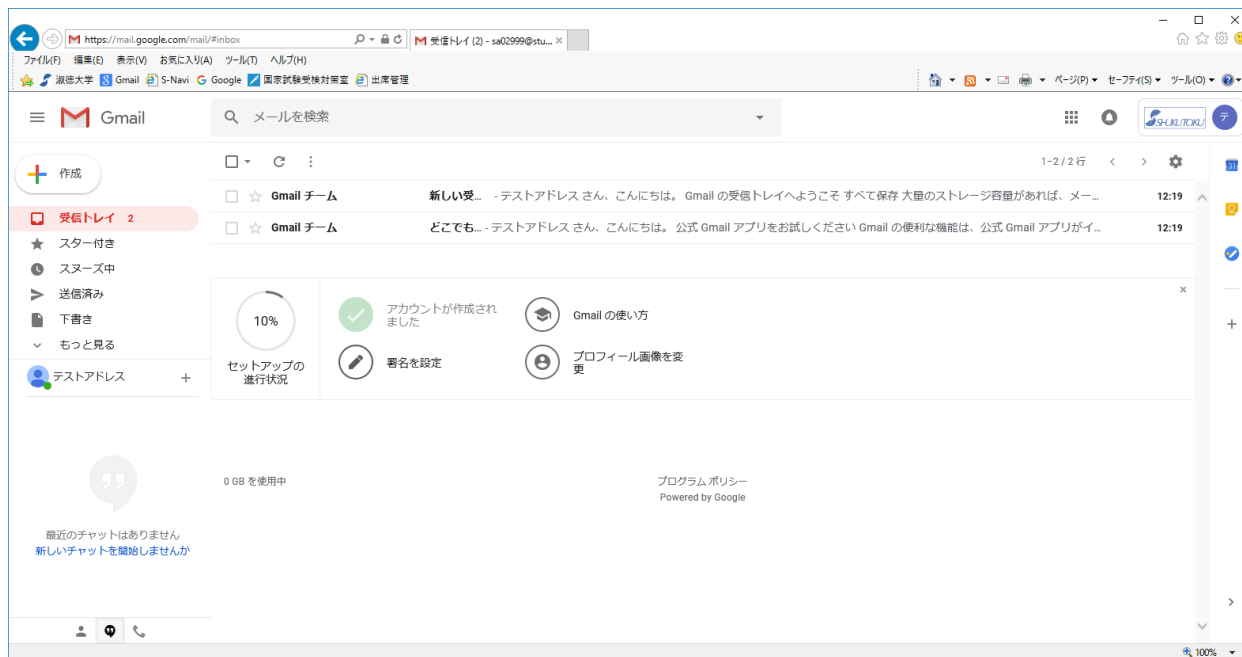 https://mail.google.com/mail/#inbox
受信トレイ (2) - sa02999@stu...
ファイル(F) 編集(E) 表示(V) お気に入り(A) ツール(T) ヘルプ(H)
淑徳大学 Gmail S-Navi Google 国家試験受検対策室 出席管理
ページ(P) セーフティ(S) ツール(O)
Gmail
メールを検索
SHUKUTOKU
テ
作成
1-2 / 2 行
31
Gmail チーム 新しい受... - テストアドレス さん、こんにちは。 Gmail の受信トレイへようこそ すべて保存 大量のストレージ容量があれば、メー... 12:19
Gmail チーム どこでも... - テストアドレス さん、こんにちは。 公式 Gmail アプリをお試しください Gmail の便利な機能は、公式 Gmail アプリがイ... 12:19
受信トレイ 2
スター付き
スヌーズ中
送信済み
下書き
もっと見る
テストアドレス
10%
セットアップの
進行状況
アカウントが作成され
ました
Gmail の使い方
署名を設定
プロフィール画像を変
更
0 GB を使用中
プログラム ポリシー
Powered by Google
最近のチャットはありません
新しいチャットを開始しませんか
100%